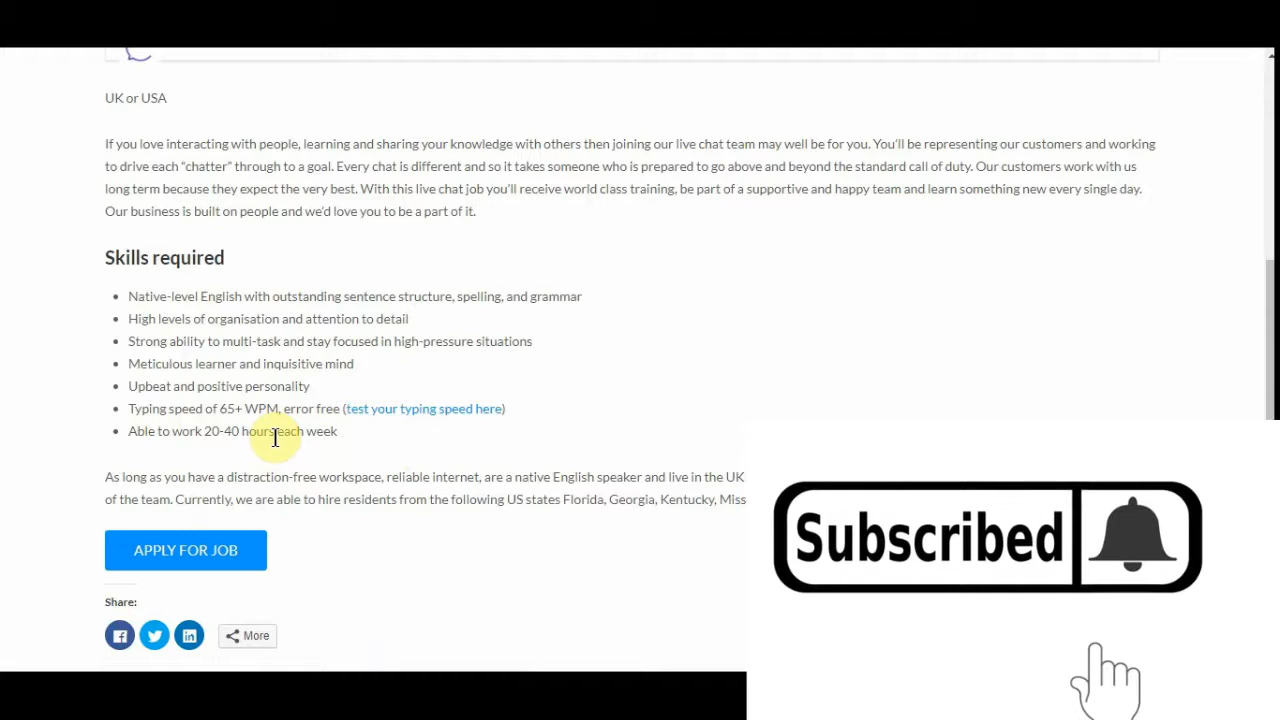 UK or USA
If you love interacting with people, learning and sharing your knowledge with others then joining our live chat team may well be for you. You'll be representing our customers and working
to drive each “chatter” through to a goal. Every chat is different and so it takes someone who is prepared to go above and beyond the standard call of duty. Our customers work with us
long term because they expect the very best. With this live chat job you'll receive world class training, be part of a supportive and happy team and learn something new every single day.
Our business is built on people and we'd love you to be a part of it.
Skills required
• Native-level English with outstanding sentence structure, spelling, and grammar
• High levels of organisation and attention to detail
• Strong ability to multi-task and stay focused in high-pressure situations
• Meticulous learner and inquisitive mind
• Upbeat and positive personality
• Typing speed of 65+ WPM, error free (test your typing speed here)
• Able to work 20-40 hours each week
As long as you have a distraction-free workspace, reliable internet, are a native English speaker and live in the UK
of the team. Currently, we are able to hire residents from the following US states Florida, Georgia, Kentucky, Miss
APPLY FOR JOB
Share:
More
Subscribed